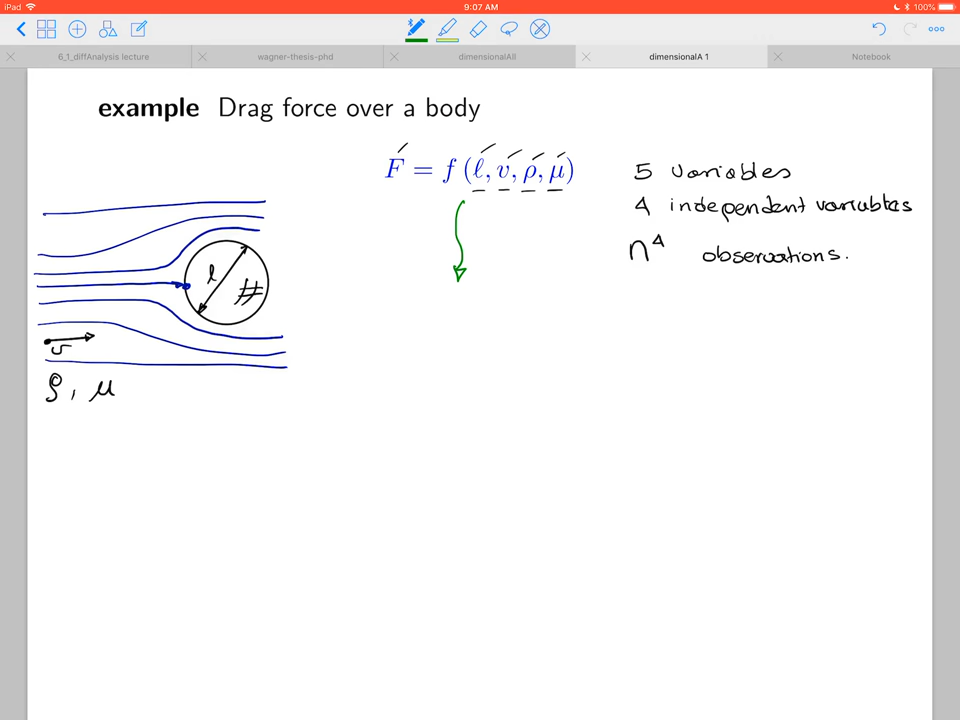 iPad 9:07 AM 100%
6_1_diffAnalysis lecture wagner-thesis-phd dimensionalAll dimensionalA 1 Notebook
example Drag force over a body
F = f (ℓ, v, ρ, μ)
5 variables
4 independent variables
n⁴ observations.
l
v
ρ, μ